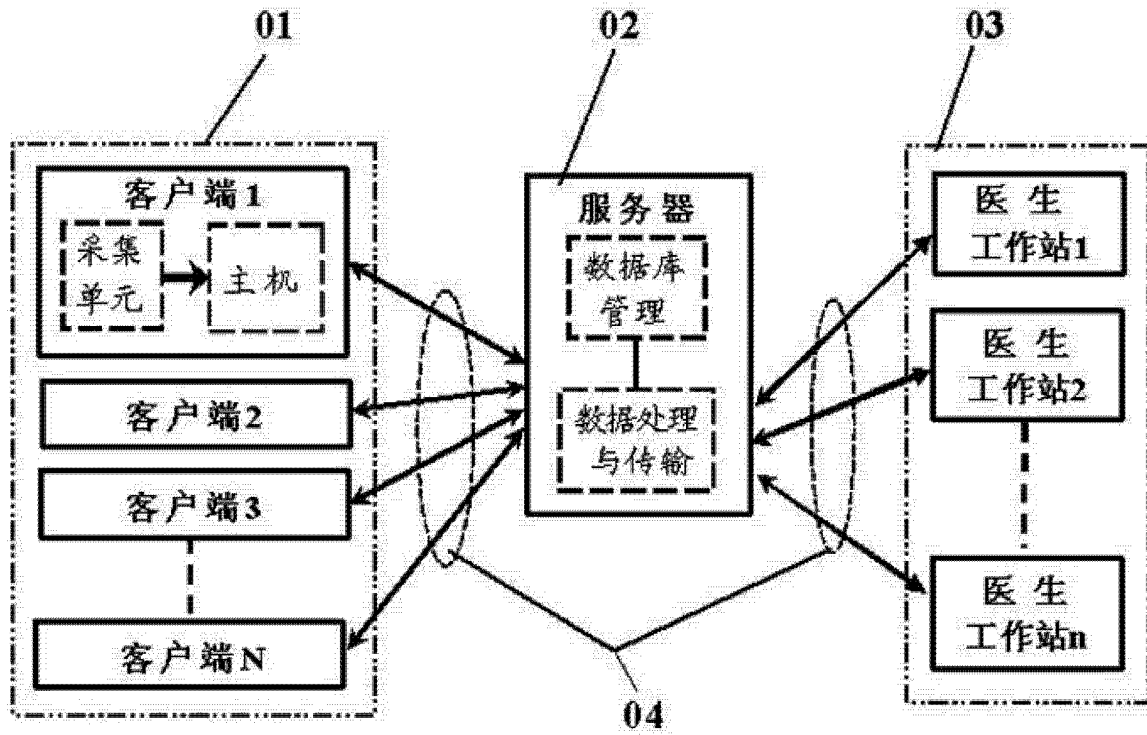 01
02
03
客户端1
采集
单元
主机
客户端2
客户端3
客户端N
服务器
数据库
管理
数据处理
与传输
医生
工作站1
医生
工作站2
医生
工作站n
04